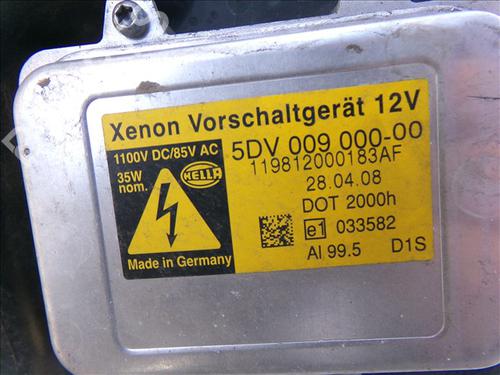 Xenon Vorschaltgerät 12V
1100V DC/85V AC
35W
nom.
HELLA
5DV 009 000-00
119812000183AF
28.04.08
DOT 2000h
e1 033582
Al 99.5 D1S
Made in Germany